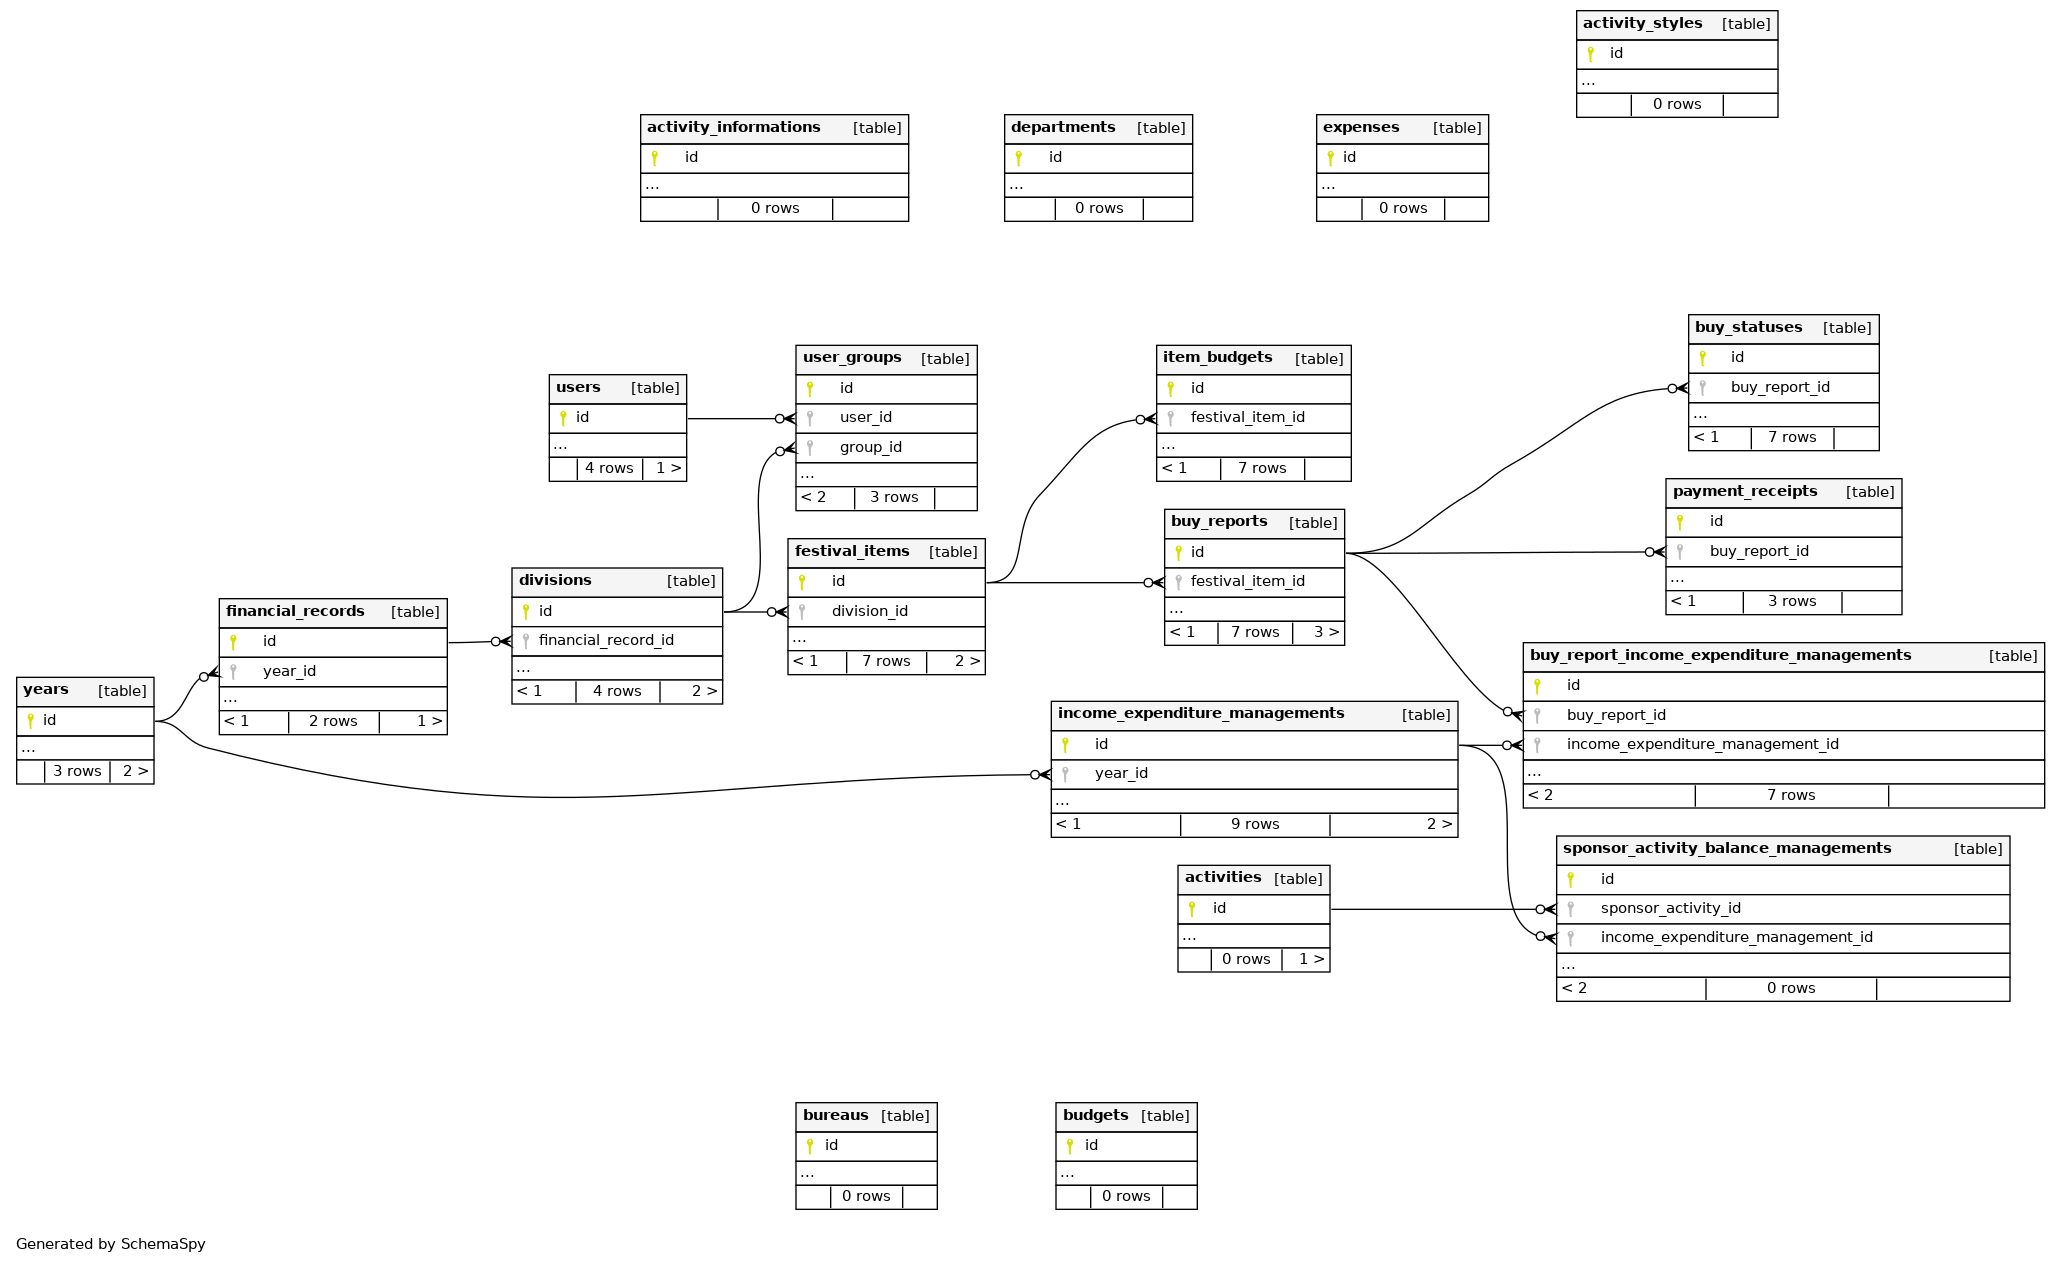 activity_styles [table]
id
...
0 rows
activity_informations [table]
id
...
0 rows
departments [table]
id
...
0 rows
expenses [table]
id
...
0 rows
buy_statuses [table]
id
buy_report_id
...
< 1 7 rows
user_groups [table]
id
user_id
group_id
...
< 2 3 rows
item_budgets [table]
id
festival_item_id
...
< 1 7 rows
users [table]
id
...
4 rows 1 >
payment_receipts [table]
id
buy_report_id
...
< 1 3 rows
buy_reports [table]
id
festival_item_id
...
< 1 7 rows 3 >
festival_items [table]
id
division_id
...
< 1 7 rows 2 >
divisions [table]
id
financial_record_id
...
< 1 4 rows 2 >
financial_records [table]
id
year_id
...
< 1 2 rows 1 >
buy_report_income_expenditure_managements [table]
id
buy_report_id
income_expenditure_management_id
...
< 2 7 rows
years [table]
id
...
3 rows 2 >
income_expenditure_managements [table]
id
year_id
...
< 1 9 rows 2 >
sponsor_activity_balance_managements [table]
id
sponsor_activity_id
income_expenditure_management_id
...
< 2 0 rows
activities [table]
id
...
0 rows 1 >
bureaus [table]
id
...
0 rows
budgets [table]
id
...
0 rows
Generated by SchemaSpy